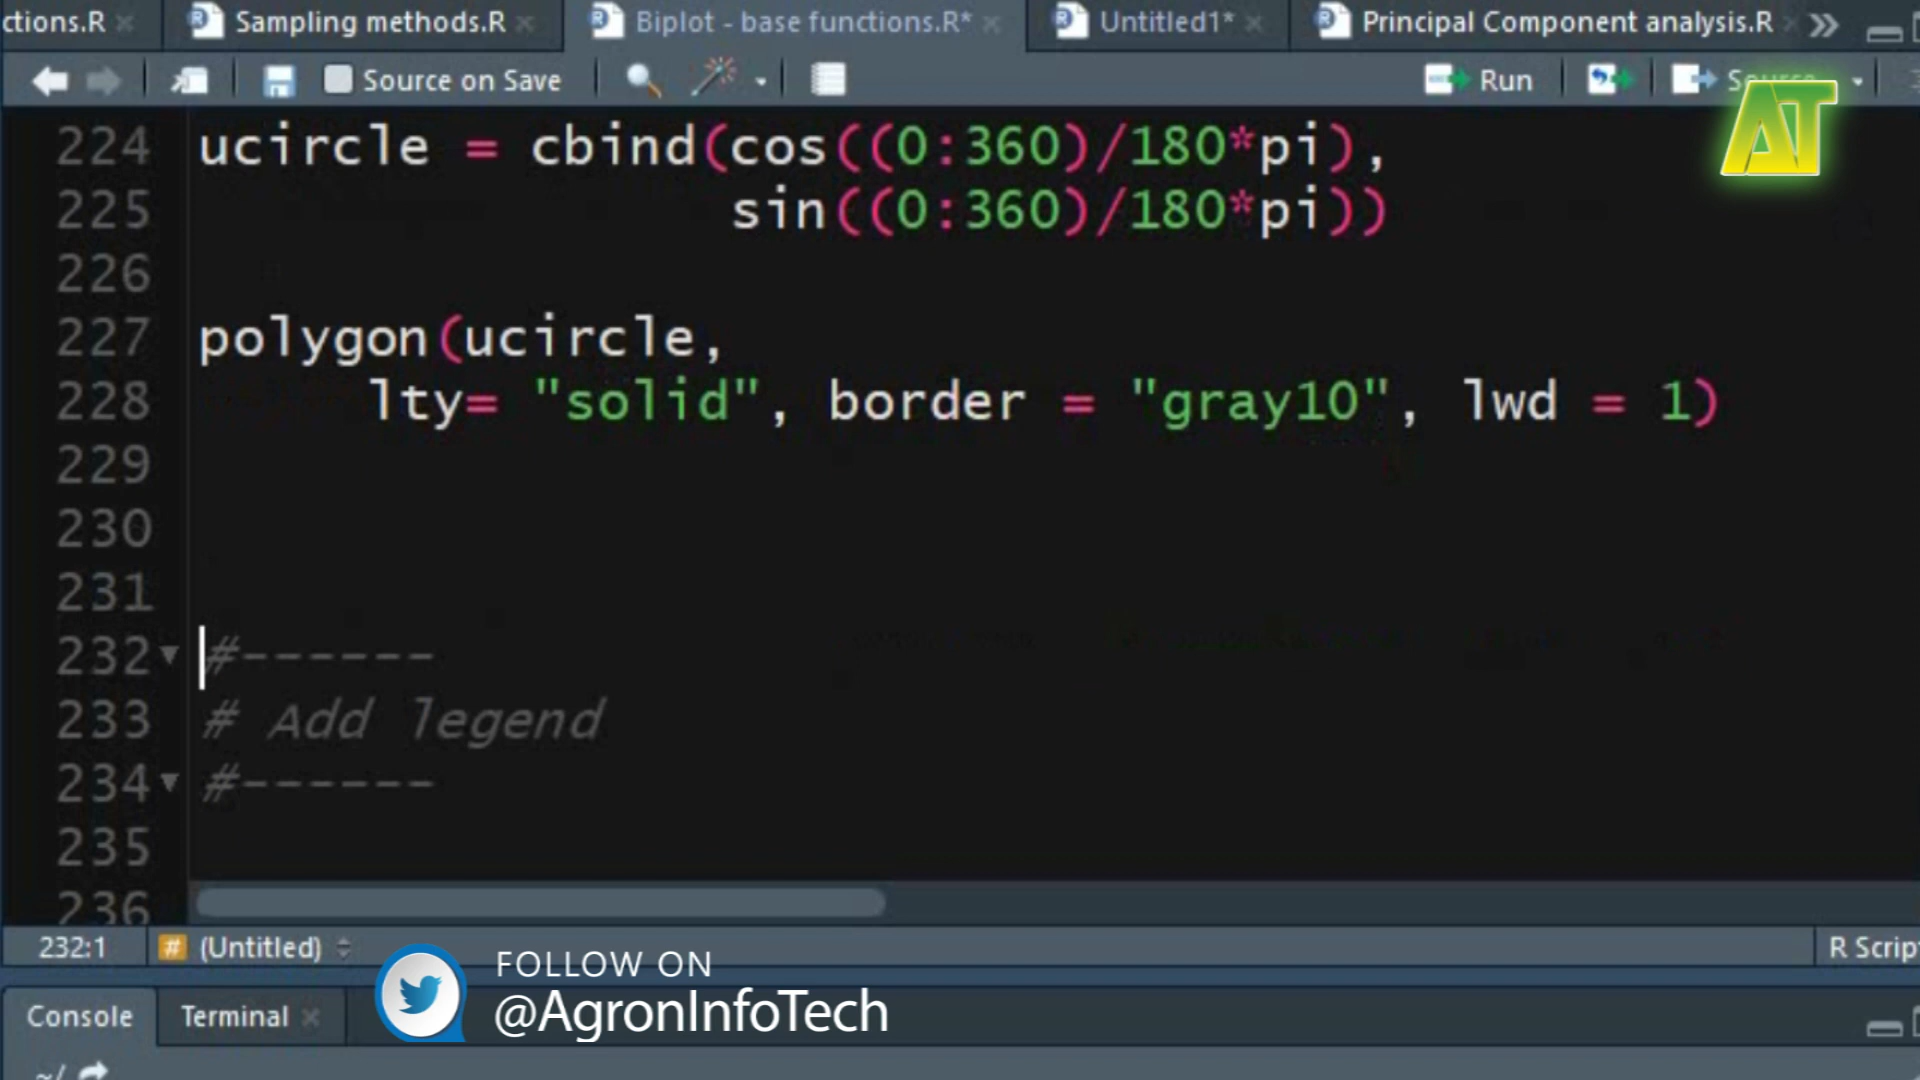 ctions.R Sampling methods.R Biplot - base functions.R* Untitled1* Principal Component analysis.R
Source on Save Run
AT
224 ucircle = cbind(cos((0:360)/180*pi),
225 sin((0:360)/180*pi))
226
227 polygon(ucircle,
228 lty= "solid", border = "gray10", lwd = 1)
229
230
231
232 #------
233 # Add legend
234 #------
235
236
232:1 # (Untitled) R Scrip
FOLLOW ON
Console Terminal @AgronInfoTech
~/